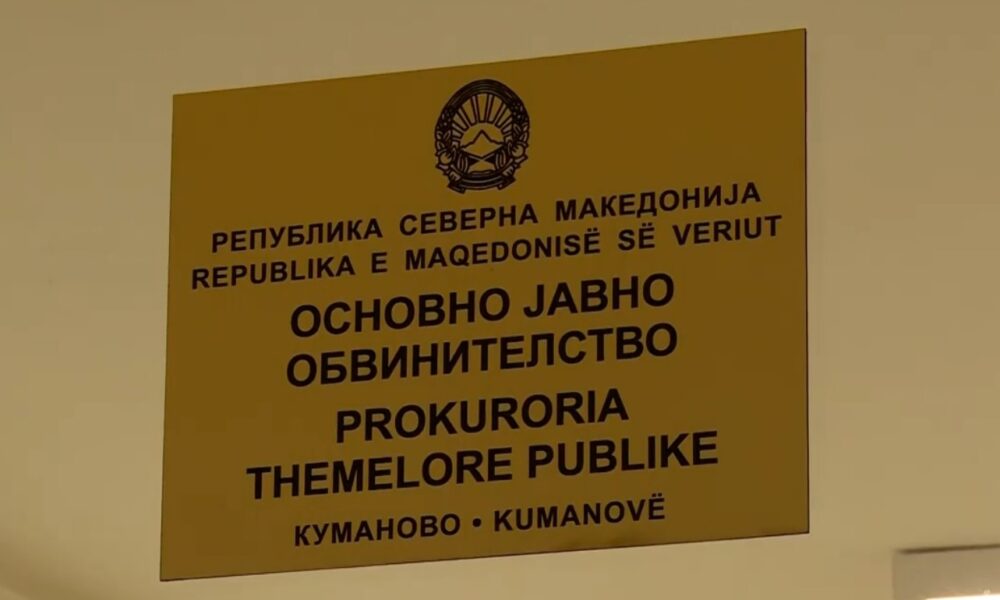 РЕПУБЛИКА СЕВЕРНА МАКЕДОНИЈА
REPUBLIKA E MAQEDONISË SË VERIUT
ОСНОВНО ЈАВНО
ОБВИНИТЕЛСТВО
PROKURORIA
THEMELORE PUBLIKE
КУМАНОВО • KUMANOVË